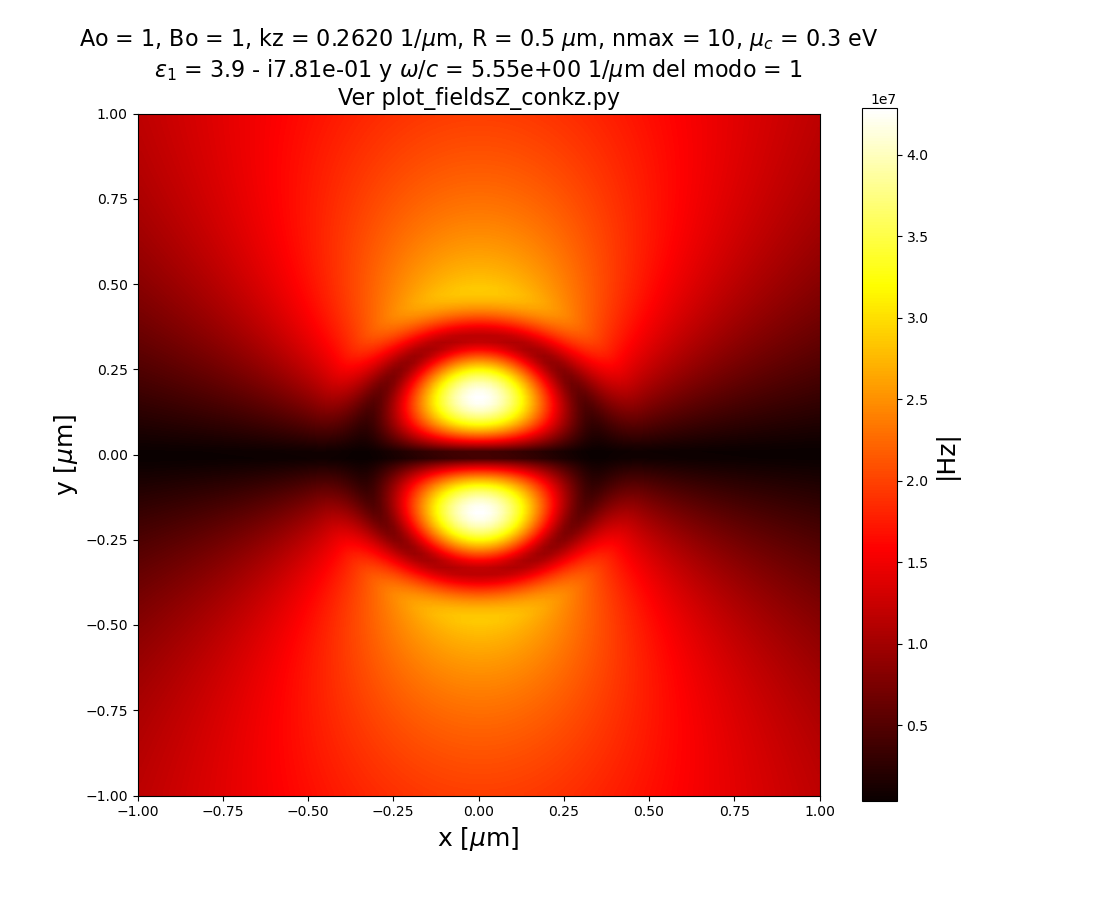 Ao = 1, Bo = 1, kz = 0.2620 1/μm, R = 0.5 μm, nmax = 10, μc = 0.3 eV
ε1 = 3.9 - i7.81e-01 y ω/c = 5.55e+00 1/μm del modo = 1
Ver plot_fieldsZ_conkz.py
1e7
1.00
0.75
0.50
0.25
0.00
−0.25
−0.50
−0.75
−1.00
y [μm]
−1.00 −0.75 −0.50 −0.25 0.00 0.25 0.50 0.75 1.00
x [μm]
4.0
3.5
3.0
2.5
2.0
1.5
1.0
0.5
|Hz|